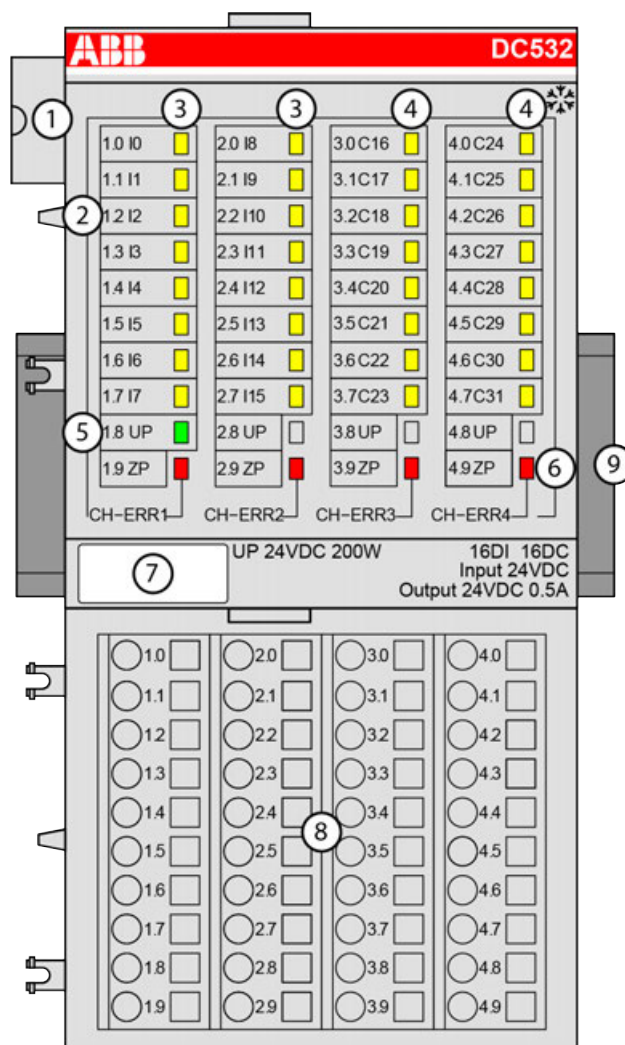 ABB DC532
1 3 3 4 4
1.0 I0 2.0 I8 3.0 C16 4.0 C24
1.1 I1 2.1 I9 3.1 C17 4.1 C25
2 1.2 I2 2.2 I10 3.2 C18 4.2 C26
1.3 I3 2.3 I11 3.3 C19 4.3 C27
1.4 I4 2.4 I12 3.4 C20 4.4 C28
1.5 I5 2.5 I13 3.5 C21 4.5 C29
1.6 I6 2.6 I14 3.6 C22 4.6 C30
1.7 I7 2.7 I15 3.7 C23 4.7 C31
5 1.8 UP 2.8 UP 3.8 UP 4.8 UP
1.9 ZP 2.9 ZP 3.9 ZP 4.9 ZP 6 9
CH-ERR1 CH-ERR2 CH-ERR3 CH-ERR4
7 UP 24VDC 200W 16DI 16DC
Input 24VDC
Output 24VDC 0.5A
1.0 2.0 3.0 4.0
1.1 2.1 3.1 4.1
1.2 2.2 3.2 4.2
1.3 2.3 3.3 4.3
1.4 2.4 3.4 4.4
8
1.5 2.5 3.5 4.5
1.6 2.6 3.6 4.6
1.7 2.7 3.7 4.7
1.8 2.8 3.8 4.8
1.9 2.9 3.9 4.9